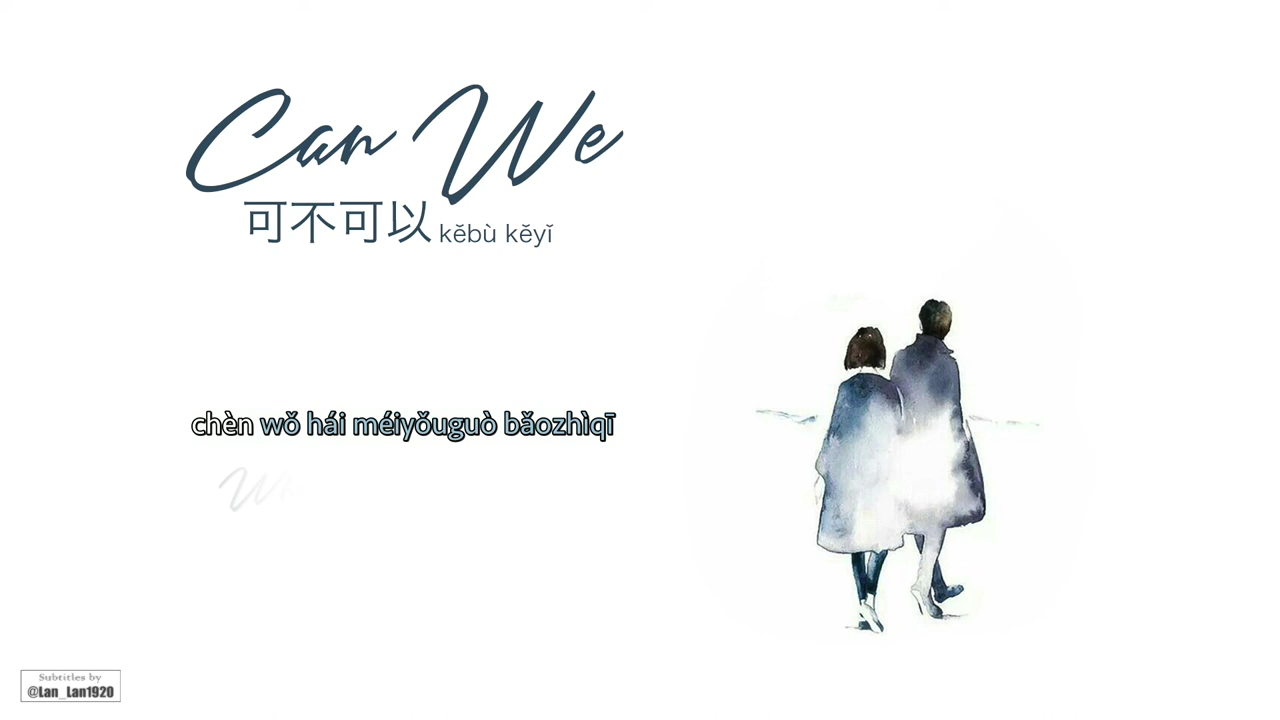 Can We
可不可以 kěbù kěyǐ
chèn wǒ hái méiyǒuguò bǎozhìqī
Subtitles by
@Lan_Lan1920